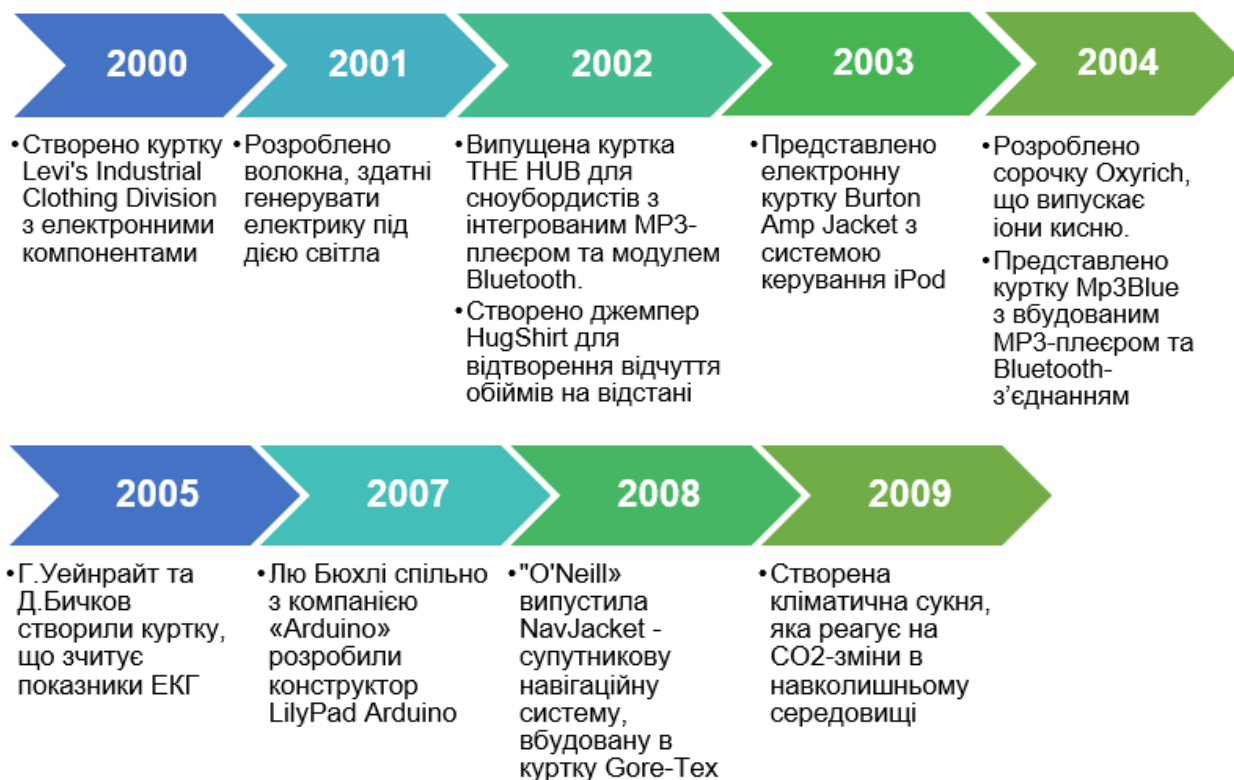 2000
2001
2002
2003
2004
•Створено куртку
Levi's Industrial
Clothing Division
з електронними
компонентами
•Розроблено
волокна, здатні
генерувати
електрику під
дією світла
•Випущена куртка
THE HUB для
сноубордистів з
інтегрованим MP3-
плеєром та модулем
Bluetooth.
•Створено джемпер
HugShirt для
відтворення відчуття
обіймів на відстані
•Представлено
електронну
куртку Burton
Amp Jacket з
системою
керування iPod
•Розроблено
сорочку Oxyrich,
що випускає
іони кисню.
•Представлено
куртку Mp3Blue
з вбудованим
MP3-плеєром та
Bluetooth-
з’єднанням
2005
2007
2008
2009
•Г.Уейнрайт та
Д.Бичков
створили куртку,
що зчитує
показники ЕКГ
•Лю Бюхлі спільно
з компанією
«Arduino»
розробили
конструктор
LilyPad Arduino
•"O'Neill»
випустила
NavJacket -
супутникову
навігаційну
систему,
вбудовану в
куртку Gore-Tex
•Створена
кліматична сукня,
яка реагує на
СО2-зміни в
навколишньому
середовищі